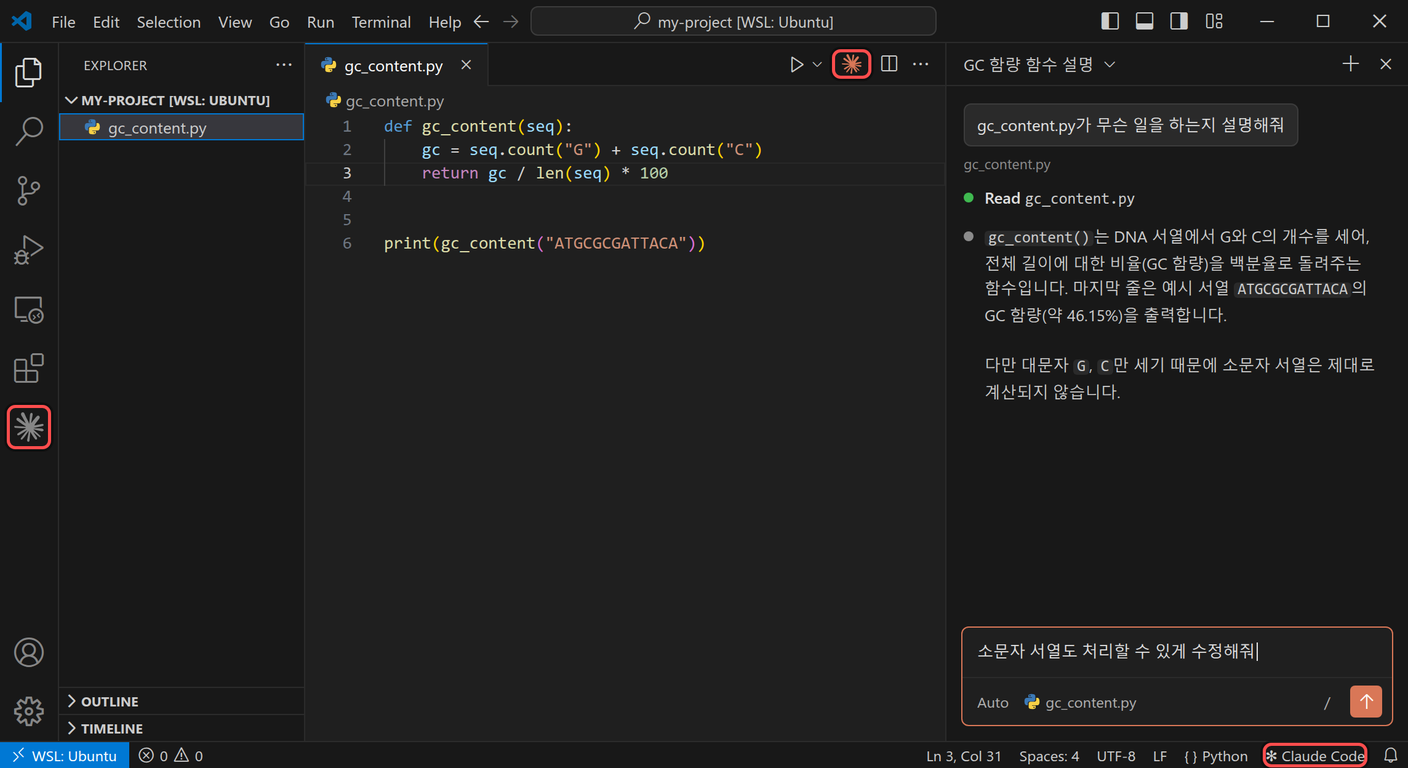 File Edit Selection View Go Run Terminal Help
my-project [WSL: Ubuntu]
EXPLORER
MY-PROJECT [WSL: UBUNTU]
gc_content.py
OUTLINE
TIMELINE
gc_content.py
gc_content.py
1 def gc_content(seq):
2 gc = seq.count("G") + seq.count("C")
3 return gc / len(seq) * 100
4
5
6 print(gc_content("ATGCGCGATTACA"))
GC 함량 함수 설명
gc_content.py가 무슨 일을 하는지 설명해줘
gc_content.py
Read gc_content.py
gc_content()는 DNA 서열에서 G와 C의 개수를 세어,
전체 길이에 대한 비율(GC 함량)을 백분율로 돌려주는
함수입니다. 마지막 줄은 예시 서열 ATGCGCGATTACA의
GC 함량(약 46.15%)을 출력합니다.
다만 대문자 G, C만 세기 때문에 소문자 서열은 제대로
계산되지 않습니다.
소문자 서열도 처리할 수 있게 수정해줘
Auto gc_content.py /
WSL: Ubuntu 0 0 Ln 3, Col 31 Spaces: 4 UTF-8 LF { } Python ✻ Claude Code